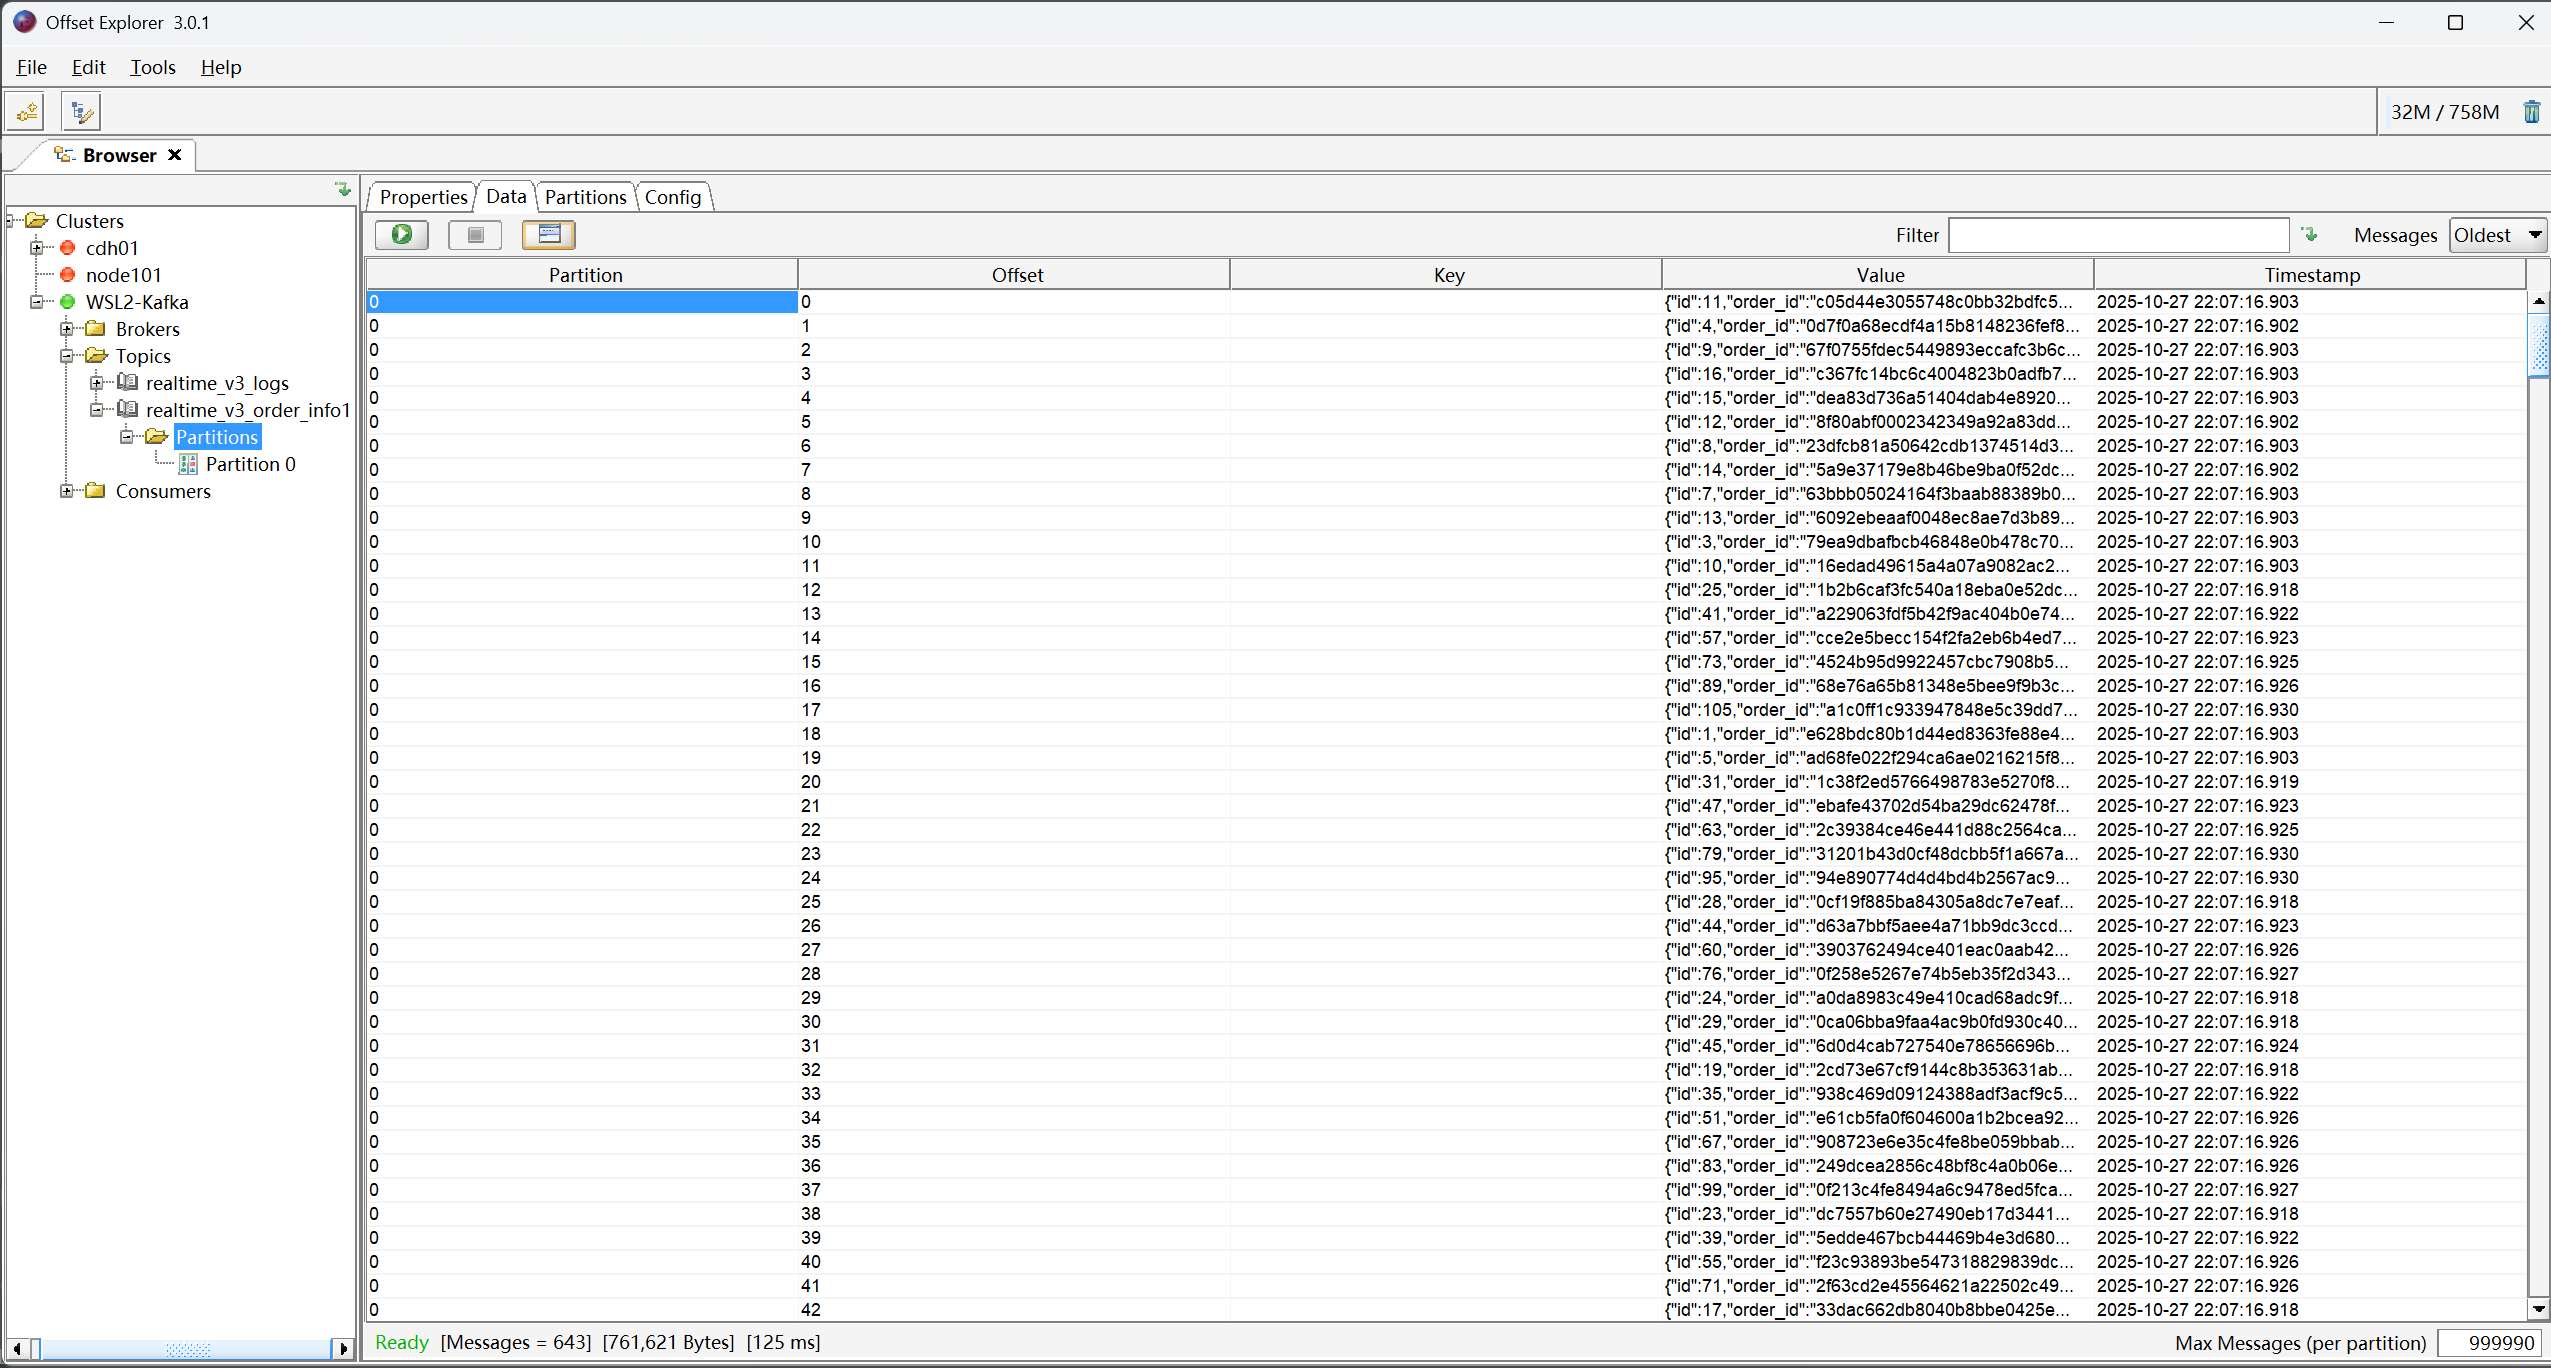 Offset Explorer 3.0.1
File Edit Tools Help
32M / 758M
Browser
Properties Data Partitions Config
Clusters
cdh01
node101
WSL2-Kafka
Brokers
Topics
realtime_v3_logs
realtime_v3_order_info1
Partitions
Partition 0
Consumers
Filter Messages Oldest
Partition Offset Key Value Timestamp
0 0 {"id":11,"order_id":"c05d44e3055748c0bb32bdfc5... 2025-10-27 22:07:16.903
0 1 {"id":4,"order_id":"0d7f0a68ecdf4a15b8148236fef8... 2025-10-27 22:07:16.902
0 2 {"id":9,"order_id":"67f0755fdec5449893eccafc3b6c... 2025-10-27 22:07:16.903
0 3 {"id":16,"order_id":"c367fc14bc6c4004823b0adfb7... 2025-10-27 22:07:16.903
0 4 {"id":15,"order_id":"dea83d736a51404dab4e8920... 2025-10-27 22:07:16.903
0 5 {"id":12,"order_id":"8f80abf0002342349a92a83dd... 2025-10-27 22:07:16.902
0 6 {"id":8,"order_id":"23dfcb81a50642cdb1374514d3... 2025-10-27 22:07:16.903
0 7 {"id":14,"order_id":"5a9e37179e8b46be9ba0f52dc... 2025-10-27 22:07:16.902
0 8 {"id":7,"order_id":"63bbb05024164f3baab88389b0... 2025-10-27 22:07:16.903
0 9 {"id":13,"order_id":"6092ebeaaf0048ec8ae7d3b89... 2025-10-27 22:07:16.903
0 10 {"id":3,"order_id":"79ea9dbafbcb46848e0b478c70... 2025-10-27 22:07:16.903
0 11 {"id":10,"order_id":"16edad49615a4a07a9082ac2... 2025-10-27 22:07:16.903
0 12 {"id":25,"order_id":"1b2b6caf3fc540a18eba0e52dc... 2025-10-27 22:07:16.918
0 13 {"id":41,"order_id":"a229063fdf5b42f9ac404b0e74... 2025-10-27 22:07:16.922
0 14 {"id":57,"order_id":"cce2e5becc154f2fa2eb6b4ed7... 2025-10-27 22:07:16.923
0 15 {"id":73,"order_id":"4524b95d9922457cbc7908b5... 2025-10-27 22:07:16.925
0 16 {"id":89,"order_id":"68e76a65b81348e5bee9f9b3c... 2025-10-27 22:07:16.926
0 17 {"id":105,"order_id":"a1c0ff1c933947848e5c39dd7... 2025-10-27 22:07:16.930
0 18 {"id":1,"order_id":"e628bdc80b1d44ed8363fe88e4... 2025-10-27 22:07:16.903
0 19 {"id":5,"order_id":"ad68fe022f294ca6ae0216215f8... 2025-10-27 22:07:16.903
0 20 {"id":31,"order_id":"1c38f2ed5766498783e5270f8... 2025-10-27 22:07:16.919
0 21 {"id":47,"order_id":"ebafe43702d54ba29dc62478f... 2025-10-27 22:07:16.923
0 22 {"id":63,"order_id":"2c39384ce46e441d88c2564ca... 2025-10-27 22:07:16.925
0 23 {"id":79,"order_id":"31201b43d0cf48dcbb5f1a667a... 2025-10-27 22:07:16.930
0 24 {"id":95,"order_id":"94e890774d4d4bd4b2567ac9... 2025-10-27 22:07:16.930
0 25 {"id":28,"order_id":"0cf19f885ba84305a8dc7e7eaf... 2025-10-27 22:07:16.918
0 26 {"id":44,"order_id":"d63a7bbf5aee4a71bb9dc3ccd... 2025-10-27 22:07:16.923
0 27 {"id":60,"order_id":"3903762494ce401eac0aab42... 2025-10-27 22:07:16.926
0 28 {"id":76,"order_id":"0f258e5267e74b5eb35f2d343... 2025-10-27 22:07:16.927
0 29 {"id":24,"order_id":"a0da8983c49e410cad68adc9f... 2025-10-27 22:07:16.918
0 30 {"id":29,"order_id":"0ca06bba9faa4ac9b0fd930c40... 2025-10-27 22:07:16.918
0 31 {"id":45,"order_id":"6d0d4cab727540e78656696b... 2025-10-27 22:07:16.924
0 32 {"id":19,"order_id":"2cd73e67cf9144c8b353631ab... 2025-10-27 22:07:16.918
0 33 {"id":35,"order_id":"938c469d09124388adf3acf9c5... 2025-10-27 22:07:16.922
0 34 {"id":51,"order_id":"e61cb5fa0f604600a1b2bcea92... 2025-10-27 22:07:16.926
0 35 {"id":67,"order_id":"908723e6e35c4fe8be059bbab... 2025-10-27 22:07:16.926
0 36 {"id":83,"order_id":"249dcea2856c48bf8c4a0b06e... 2025-10-27 22:07:16.926
0 37 {"id":99,"order_id":"0f213c4fe8494a6c9478ed5fca... 2025-10-27 22:07:16.927
0 38 {"id":23,"order_id":"dc7557b60e27490eb17d3441... 2025-10-27 22:07:16.918
0 39 {"id":39,"order_id":"5edde467bcb44469b4e3d680... 2025-10-27 22:07:16.922
0 40 {"id":55,"order_id":"f23c93893be547318829839dc... 2025-10-27 22:07:16.926
0 41 {"id":71,"order_id":"2f63cd2e45564621a22502c49... 2025-10-27 22:07:16.926
0 42 {"id":17,"order_id":"33dac662db8040b8bbe0425e... 2025-10-27 22:07:16.918
Ready [Messages = 643] [761,621 Bytes] [125 ms] Max Messages (per partition) 999990